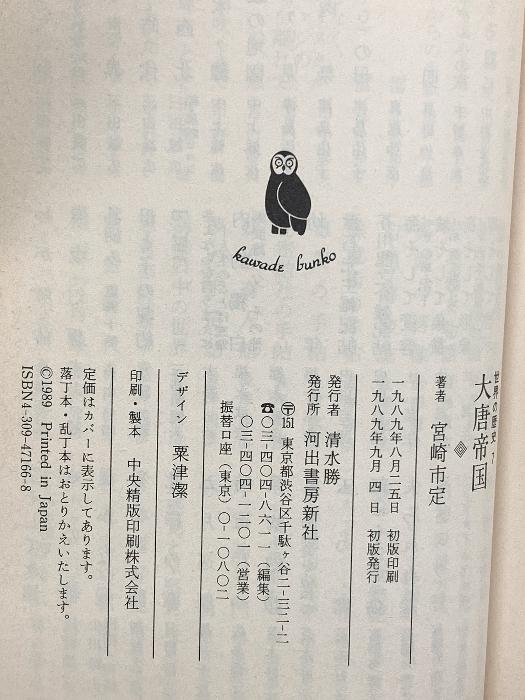 kawade bunko
世界の歴史 7
大唐帝国
著者 宮崎市定
一九八九年八月二五日 初版印刷
一九八九年九月 四日 初版発行
発行者 清水勝
発行所 河出書房新社
〒151 東京都渋谷区千駄ヶ谷二-三二-二
☎〇三-四〇四-八六一一（編集）
〇三-四〇四-一二〇一（営業）
振替口座（東京）〇-一〇八〇二
デザイン 粟津潔
印刷・製本 中央精版印刷株式会社
定価はカバーに表示してあります。
落丁本・乱丁本はおとりかえいたします。
©1989 Printed in Japan
ISBN4-309-47166-8